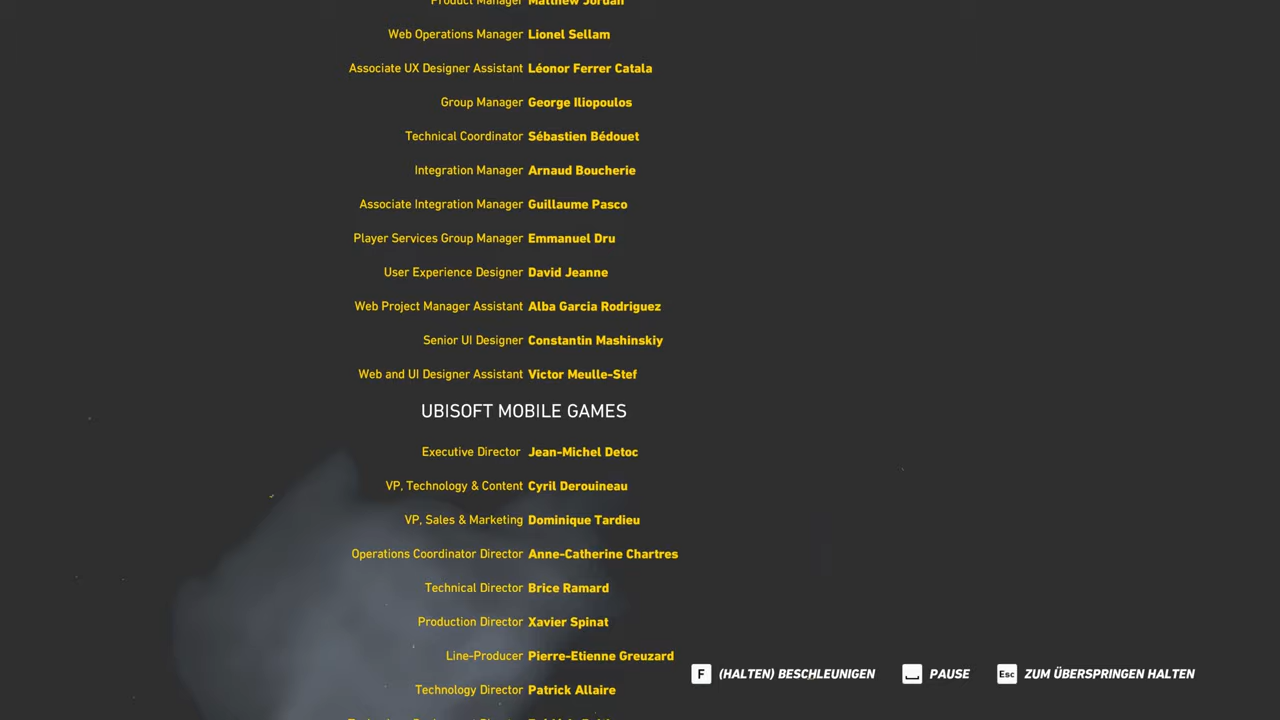 Product Manager Matthew Jordan
Web Operations Manager Lionel Sellam
Associate UX Designer Assistant Léonor Ferrer Catala
Group Manager George Iliopoulos
Technical Coordinator Sébastien Bédouet
Integration Manager Arnaud Boucherie
Associate Integration Manager Guillaume Pasco
Player Services Group Manager Emmanuel Dru
User Experience Designer David Jeanne
Web Project Manager Assistant Alba Garcia Rodriguez
Senior UI Designer Constantin Mashinskiy
Web and UI Designer Assistant Victor Meulle-Stef
UBISOFT MOBILE GAMES
Executive Director Jean-Michel Detoc
VP, Technology & Content Cyril Derouineau
VP, Sales & Marketing Dominique Tardieu
Operations Coordinator Director Anne-Catherine Chartres
Technical Director Brice Ramard
Production Director Xavier Spinat
Line-Producer Pierre-Etienne Greuzard
F (HALTEN) BESCHLEUNIGEN PAUSE Esc ZUM ÜBERSPRINGEN HALTEN
Technology Director Patrick Allaire